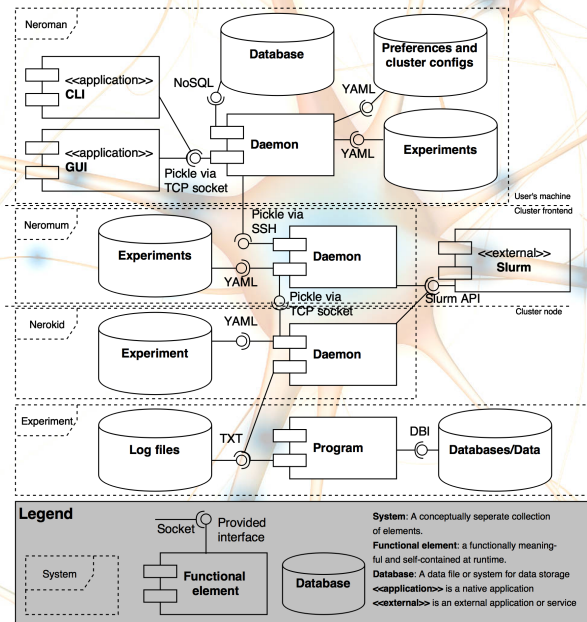 Neroman
Database
Preferences and
cluster configs
<<application>>
CLI
NoSQL
YAML
<<application>>
GUI
Daemon
YAML
Experiments
Pickle via
TCP socket
User's machine
Cluster frontend
Neromum
Pickle via
SSH
Experiments
YAML
Daemon
<<external>>
Slurm
Slurm API
Pickle via
TCP socket
Cluster node
Nerokid
YAML
Experiment
Daemon
Experiment
Log files
TXT
Program
DBI
Databases/Data
Legend
Socket
Provided
interface
System
Functional
element
Database
System: A conceptually seperate collection
of elements.
Functional element: a functionally meaning-
ful and self-contained at runtime.
Database: A data file or system for data storage
<<application>> is a native application
<<external>> is an external application or service